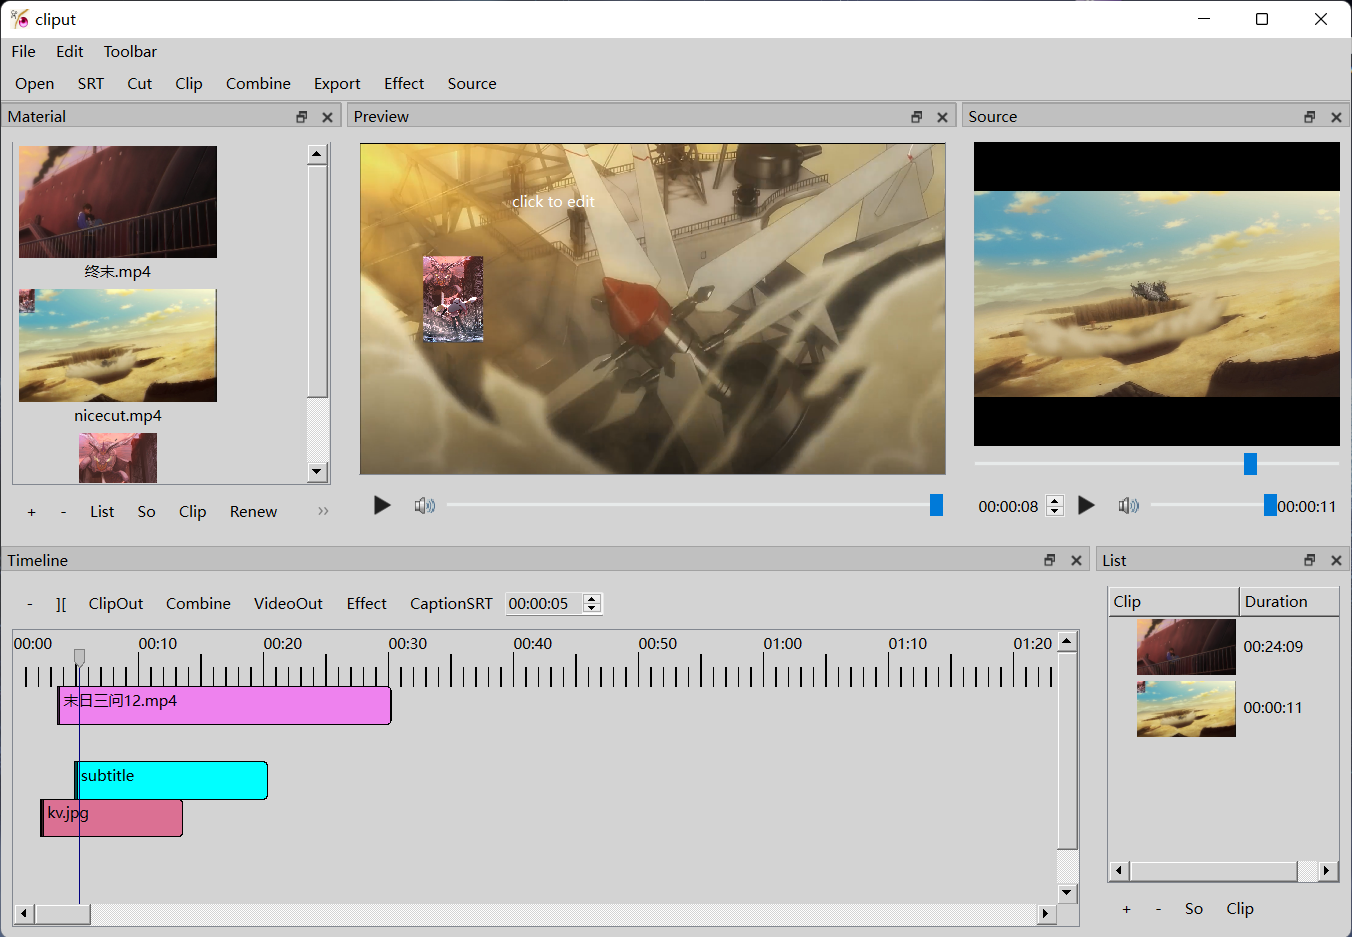 cliput
File Edit Toolbar
Open SRT Cut Clip Combine Export Effect Source
Material
Preview
Source
click to edit
终末.mp4
nicecut.mp4
+ - List So Clip Renew »
00:00:08
00:00:11
Timeline
List
- ][ ClipOut Combine VideoOut Effect CaptionSRT 00:00:05
00:00 00:10 00:20 00:30 00:40 00:50 01:00 01:10 01:20
末日三问12.mp4
subtitle
kv.jpg
Clip Duration
00:24:09
00:00:11
+ - So Clip